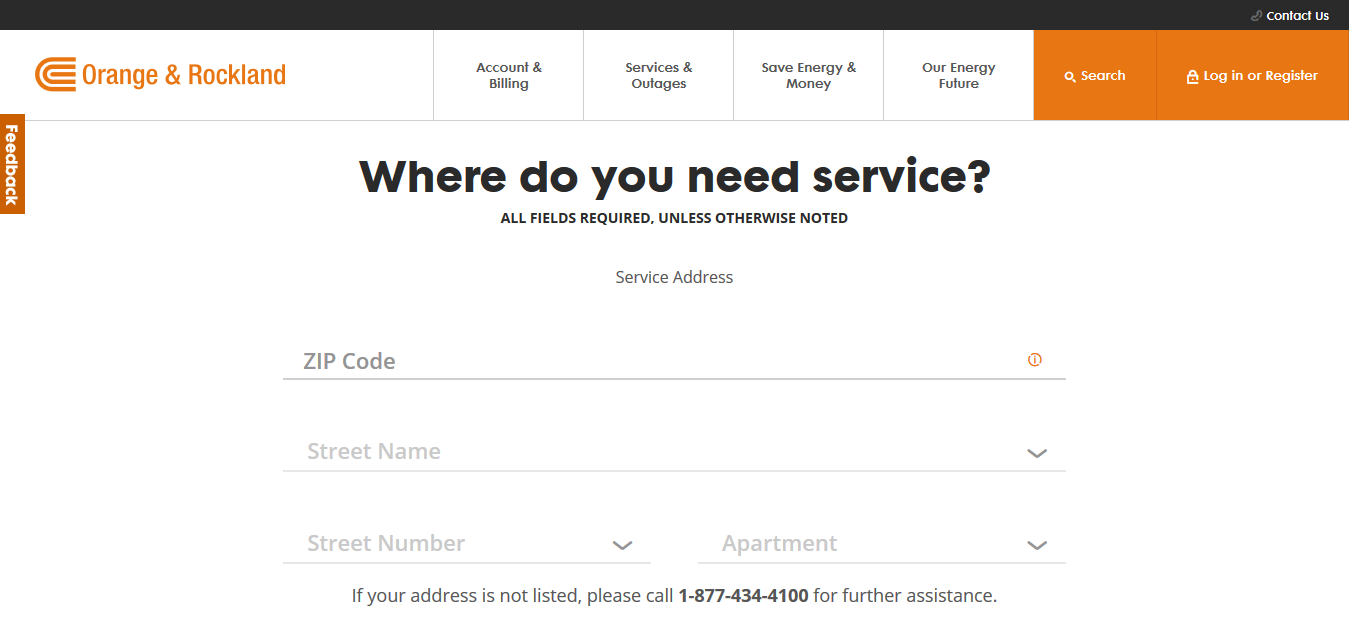 Contact Us
Orange & Rockland
Account &
Billing
Services &
Outages
Save Energy &
Money
Our Energy
Future
Search
Log in or Register
Feedback
Where do you need service?
ALL FIELDS REQUIRED, UNLESS OTHERWISE NOTED
Service Address
ZIP Code
Street Name
Street Number
Apartment
If your address is not listed, please call 1-877-434-4100 for further assistance.